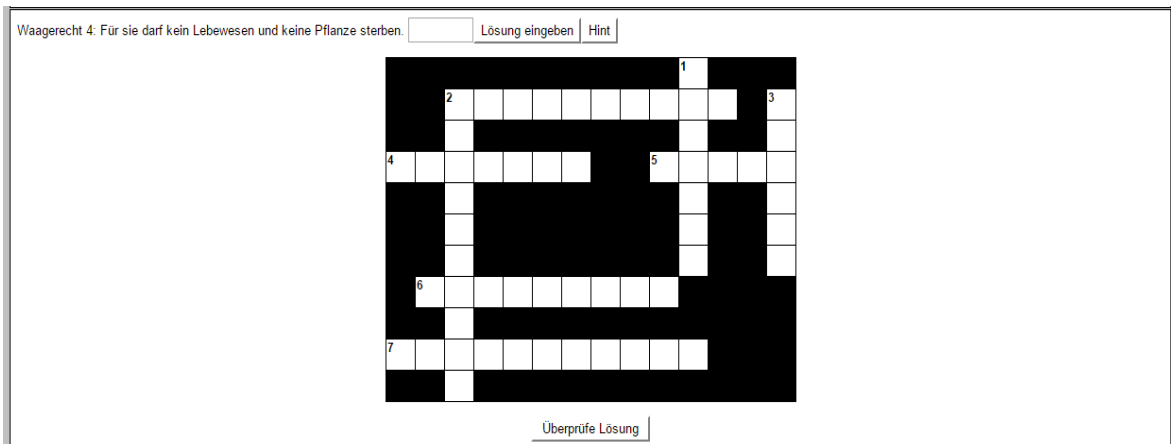 Waagerecht 4: Für sie darf kein Lebewesen und keine Pflanze sterben. Lösung eingeben Hint
1
2 3
4 5
6
7
Überprüfe Lösung